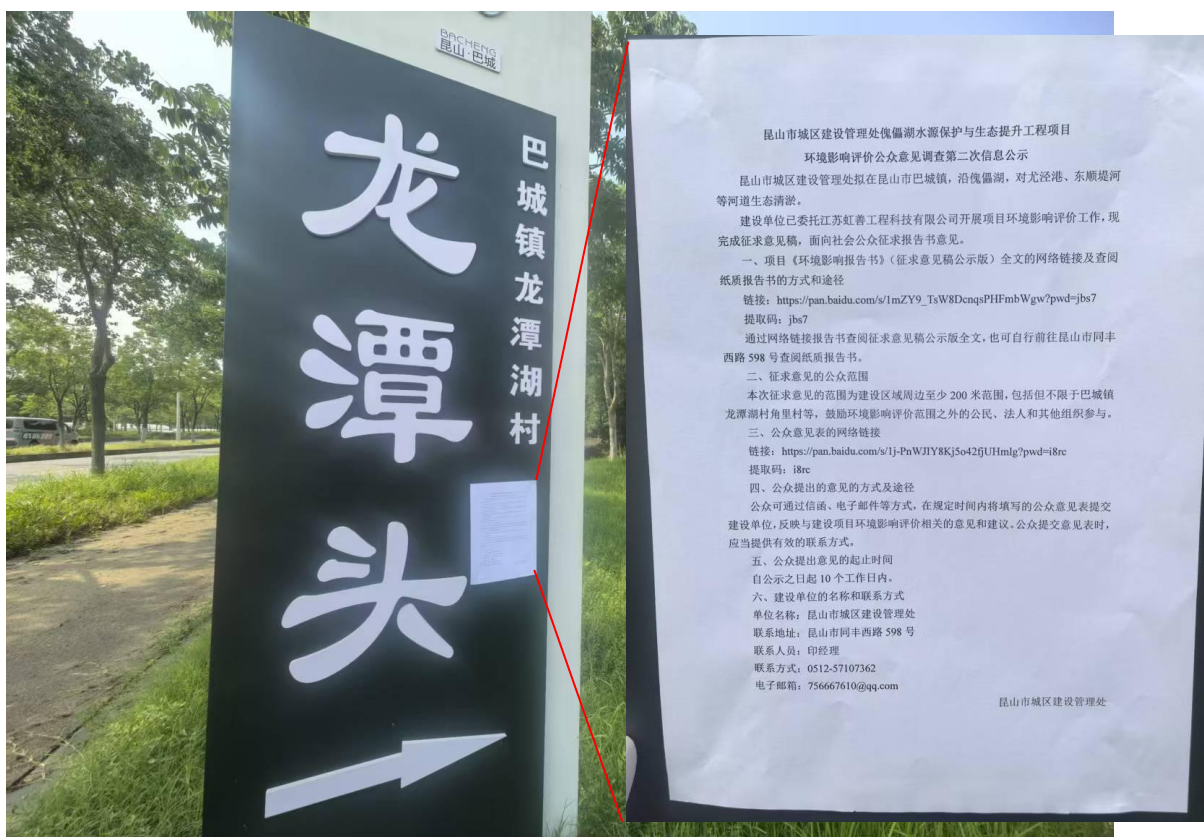 BACHENG
昆山·巴城
龙潭头
巴城镇龙潭湖村
昆山市城区建设管理处傀儡湖水源保护与生态提升工程项目
环境影响评价公众意见调查第二次信息公示
昆山市城区建设管理处拟在昆山市巴城镇，沿傀儡湖，对尤泾港、东顺堤河
等河道生态清淤。
建设单位已委托江苏虹善工程科技有限公司开展项目环境影响评价工作，现
完成征求意见稿，面向社会公众征求报告书意见。
一、项目《环境影响报告书》（征求意见稿公示版）全文的网络链接及查阅
纸质报告书的方式和途径
链接：https://pan.baidu.com/s/1mZY9_TsW8DcnqsPHFmbWgw?pwd=jbs7
提取码：jbs7
通过网络链接报告书查阅征求意见稿公示版全文，也可自行前往昆山市同丰
西路 598 号查阅纸质报告书。
二、征求意见的公众范围
本次征求意见的范围为建设区域周边至少 200 米范围，包括但不限于巴城镇
龙潭湖村角里村等，鼓励环境影响评价范围之外的公民、法人和其他组织参与。
三、公众意见表的网络链接
链接：https://pan.baidu.com/s/1j-PnWJIY8Kj5o42fjUHmlg?pwd=i8rc
提取码：i8rc
四、公众提出的意见的方式及途径
公众可通过信函、电子邮件等方式，在规定时间内将填写的公众意见表提交
建设单位，反映与建设项目环境影响评价相关的意见和建议。公众提交意见表时，
应当提供有效的联系方式。
五、公众提出意见的起止时间
自公示之日起 10 个工作日内。
六、建设单位的名称和联系方式
单位名称：昆山市城区建设管理处
联系地址：昆山市同丰西路 598 号
联系人员：印经理
联系方式：0512-57107362
电子邮箱：756667610@qq.com
昆山市城区建设管理处